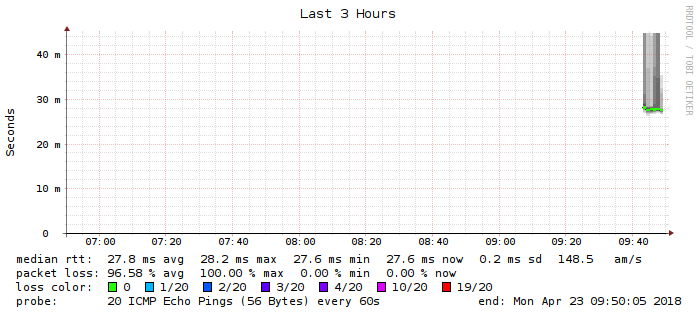 Last 3 Hours
RRDTOOL / TOBI OETIKER
Seconds
40 m
30 m
20 m
10 m
0
07:00 07:20 07:40 08:00 08:20 08:40 09:00 09:20 09:40
median rtt: 27.8 ms avg 28.2 ms max 27.6 ms min 27.6 ms now 0.2 ms sd 148.5 am/s
packet loss: 96.58 % avg 100.00 % max 0.00 % min 0.00 % now
loss color: 0 1/20 2/20 3/20 4/20 10/20 19/20
probe: 20 ICMP Echo Pings (56 Bytes) every 60s end: Mon Apr 23 09:50:05 2018